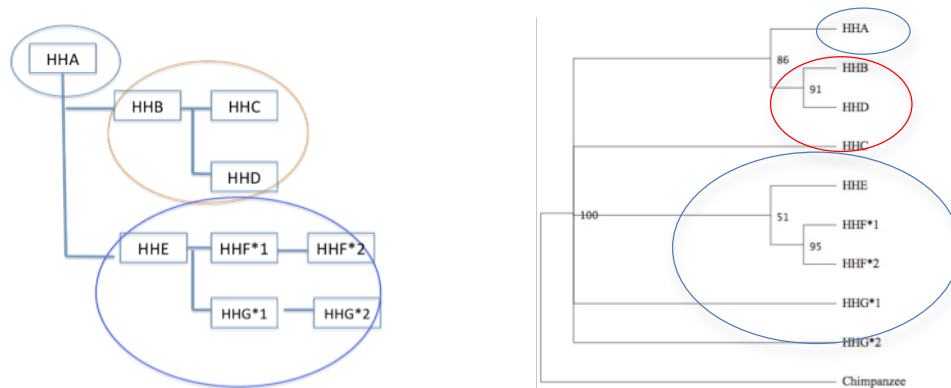 HHA
HHB HHC
HHD
HHE HHF*1 HHF*2
HHG*1 HHG*2
HHA
86
HHB
91
HHD
HHC
HHE
100
51
HHF*1
95
HHF*2
HHG*1
HHG*2
Chimpanzee